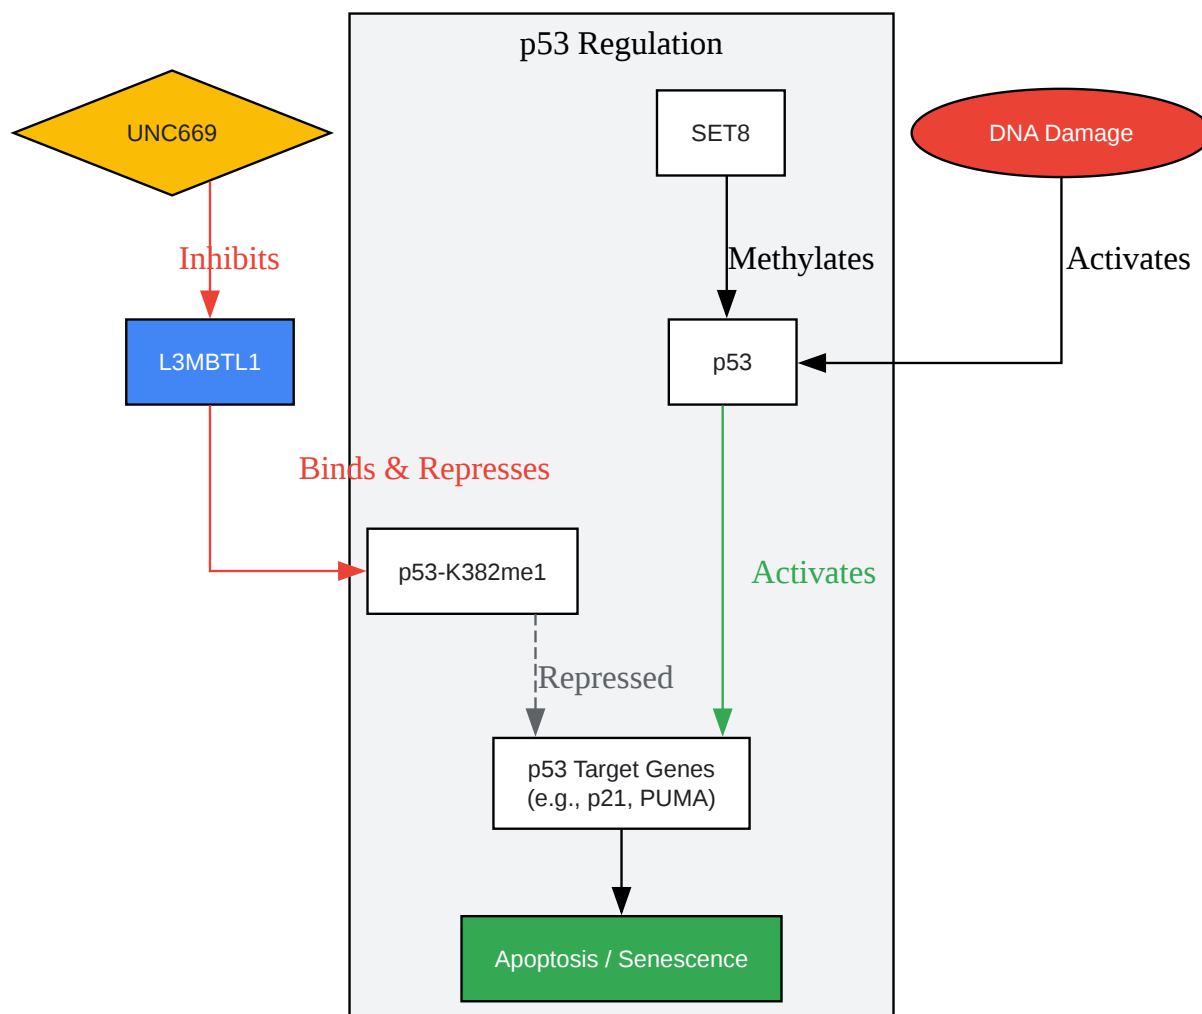 p53 Regulation
UNC669
SET8
DNA Damage
Inhibits
Methylates
Activates
L3MBTL1
p53
Binds & Represses
p53-K382me1
Activates
Repressed
p53 Target Genes
(e.g., p21, PUMA)
Apoptosis / Senescence